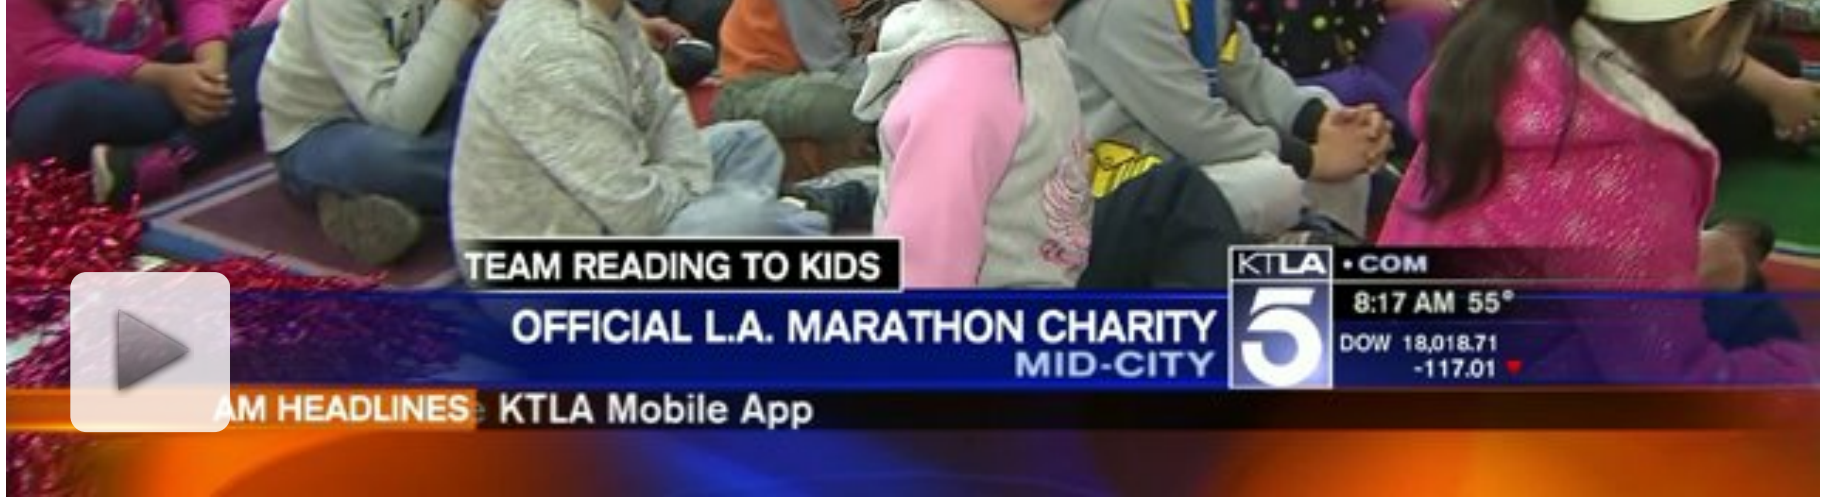 TEAM READING TO KIDS
OFFICIAL L.A. MARATHON CHARITY
MID-CITY
KTLA .COM
5
8:17 AM 55°
DOW 18,018.71
-117.01
AM HEADLINES KTLA Mobile App